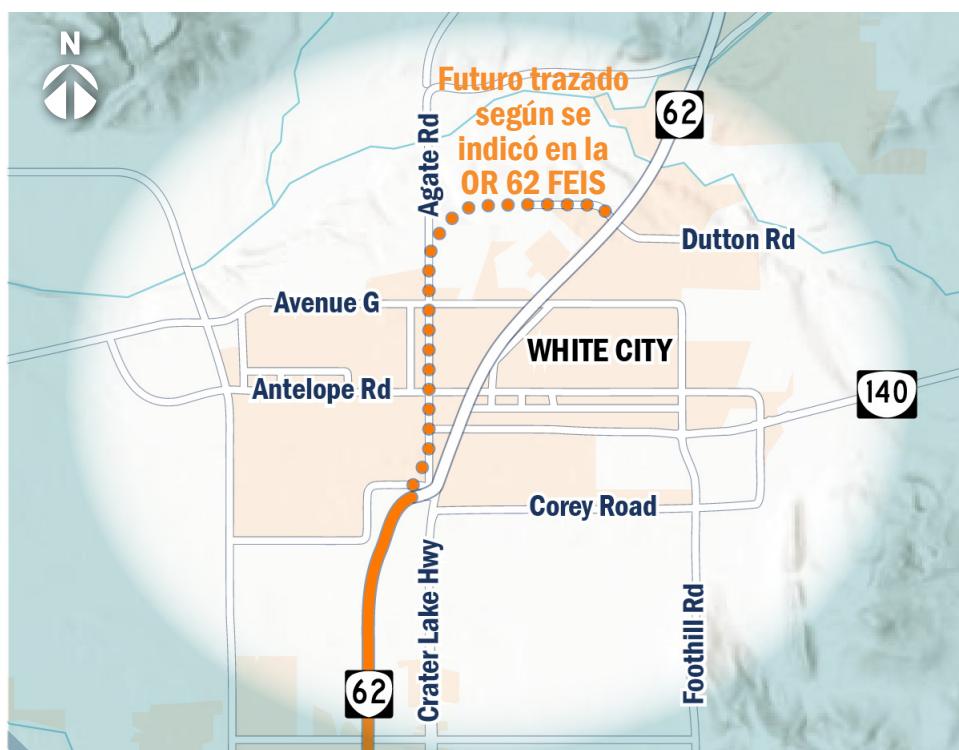 N
Futuro trazado
según se
indicó en la
OR 62 FEIS
62
Agate Rd
Dutton Rd
Avenue G
WHITE CITY
Antelope Rd
140
Corey Road
Crater Lake Hwy
Foothill Rd
62